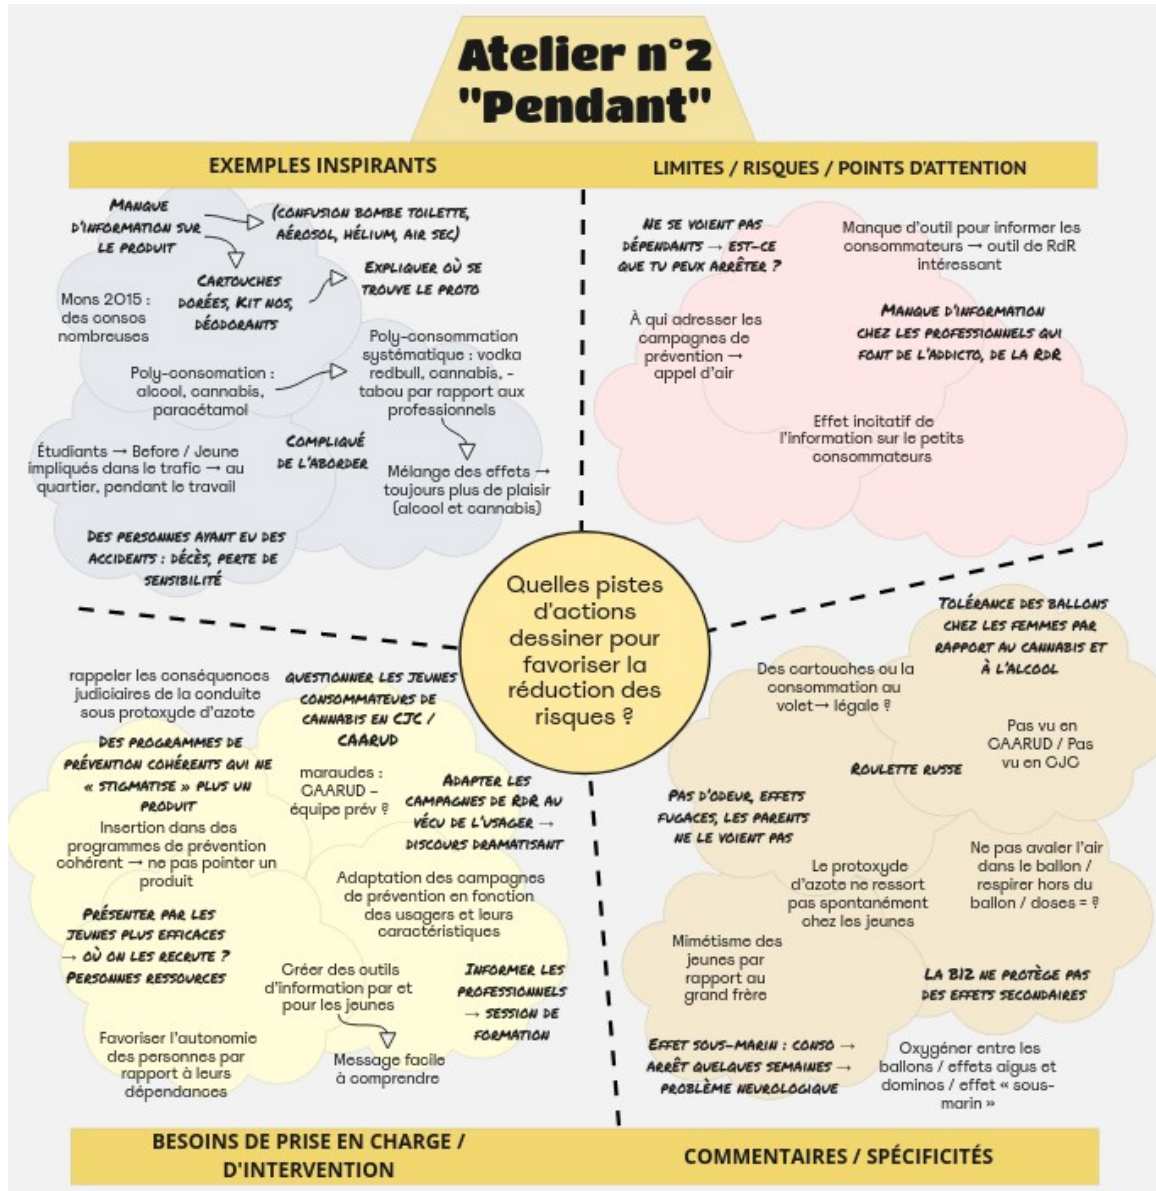 Atelier n°2
"Pendant"
EXEMPLES INSPIRANTS
MANQUE
D'INFORMATION SUR
LE PRODUIT
(CONFUSION BOMBE TOILETTE,
AÉROSOL, HÉLIUM, AIR SEC)
CARTOUCHES
DORÉES, KIT NOS,
DÉODORANTS
EXPLIQUER OÙ SE
TROUVE LE PROTO
Mons 2015 :
des consos
nombreuses
Poly-consomation :
alcool, cannabis,
paracétamol
Poly-consommation
systématique : vodka
redbull, cannabis, -
tabou par rapport aux
professionnels
Étudiants → Before / Jeune
impliqués dans le trafic → au
quartier, pendant le travail
COMPLIQUÉ
DE L'ABORDER
Mélange des effets →
toujours plus de plaisir
(alcool et cannabis)
DES PERSONNES AYANT EU DES
ACCIDENTS : DÉCÈS, PERTE DE
SENSIBILITÉ
LIMITES / RISQUES / POINTS D'ATTENTION
NE SE VOIENT PAS
DÉPENDANTS → EST-CE
QUE TU PEUX ARRÊTER ?
Manque d'outil pour informer les
consommateurs → outil de RdR
intéressant
À qui adresser les
campagnes de
prévention →
appel d'air
MANQUE D'INFORMATION
CHEZ LES PROFESSIONNELS QUI
FONT DE L'ADDICTO, DE LA RDR
Effet incitatif de
l'information sur le petits
consommateurs
Quelles pistes
d'actions
dessiner pour
favoriser la
réduction des
risques ?
rappeler les conséquences
judiciaires de la conduite
sous protoxyde d'azote
QUESTIONNER LES JEUNES
CONSOMMATEURS DE
CANNABIS EN CJC /
CAARUD
DES PROGRAMMES DE
PRÉVENTION COHÉRENTS QUI NE
« STIGMATISE » PLUS UN
PRODUIT
maraudes :
CAARUD –
équipe prév ?
ADAPTER LES
CAMPAGNES DE RDR AU
VÉCU DE L'USAGER →
DISCOURS DRAMATISANT
Insertion dans des
programmes de prévention
cohérent → ne pas pointer un
produit
Adaptation des campagnes
de prévention en fonction
des usagers et leurs
caractéristiques
PRÉSENTER PAR LES
JEUNES PLUS EFFICACES
→ OÙ ON LES RECRUTE ?
PERSONNES RESSOURCES
Créer des outils
d'information par et
pour les jeunes
INFORMER LES
PROFESSIONNELS
→ SESSION DE
FORMATION
Favoriser l'autonomie
des personnes par
rapport à leurs
dépendances
Message facile
à comprendre
BESOINS DE PRISE EN CHARGE /
D'INTERVENTION
TOLÉRANCE DES BALLONS
CHEZ LES FEMMES PAR
RAPPORT AU CANNABIS ET
À L'ALCOOL
Des cartouches ou la
consommation au
volet→ légale ?
Pas vu en
CAARUD / Pas
vu en CJC
ROULETTE RUSSE
PAS D'ODEUR, EFFETS
FUGACES, LES PARENTS
NE LE VOIENT PAS
Le protoxyde
d'azote ne ressort
pas spontanément
chez les jeunes
Ne pas avaler l'air
dans le ballon /
respirer hors du
ballon / doses = ?
Mimétisme des
jeunes par
rapport au
grand frère
LA B12 NE PROTÈGE PAS
DES EFFETS SECONDAIRES
EFFET SOUS-MARIN : CONSO →
ARRÊT QUELQUES SEMAINES →
PROBLÈME NEUROLOGIQUE
Oxygéner entre les
ballons / effets aigus et
dominos / effet « sous-
marin »
COMMENTAIRES / SPÉCIFICITÉS